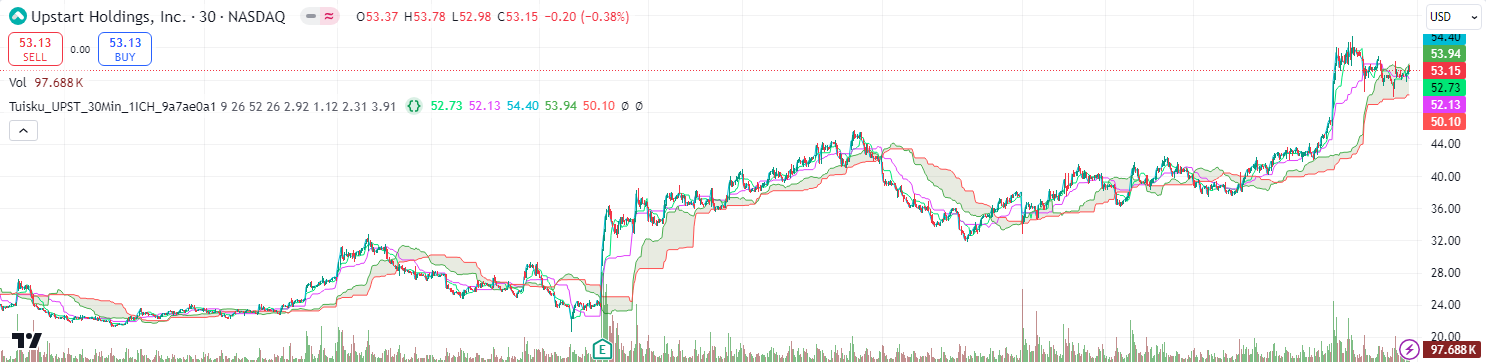 Upstart Holdings, Inc. · 30 · NASDAQ O53.37 H53.78 L52.98 C53.15 −0.20 (−0.38%)
USD
53.13
SELL
0.00
53.13
BUY
Vol 97.688 K
Tuisku_UPST_30Min_1ICH_9a7ae0a1 9 26 52 26 2.92 1.12 2.31 3.91 {} 52.73 52.13 54.40 53.94 50.10 Ø Ø
54.40
53.94
53.15
52.73
52.13
50.10
44.00
40.00
36.00
32.00
28.00
24.00
20.00
97.688 K
E